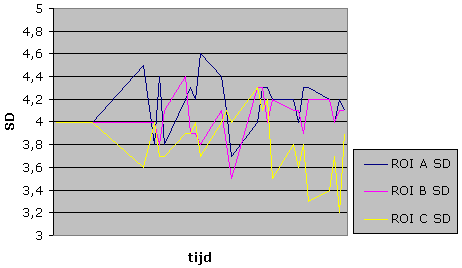 5
4,8
4,6
4,4
4,2
4
3,8
3,6
3,4
3,2
3
SD
tijd
ROI A SD
ROI B SD
ROI C SD